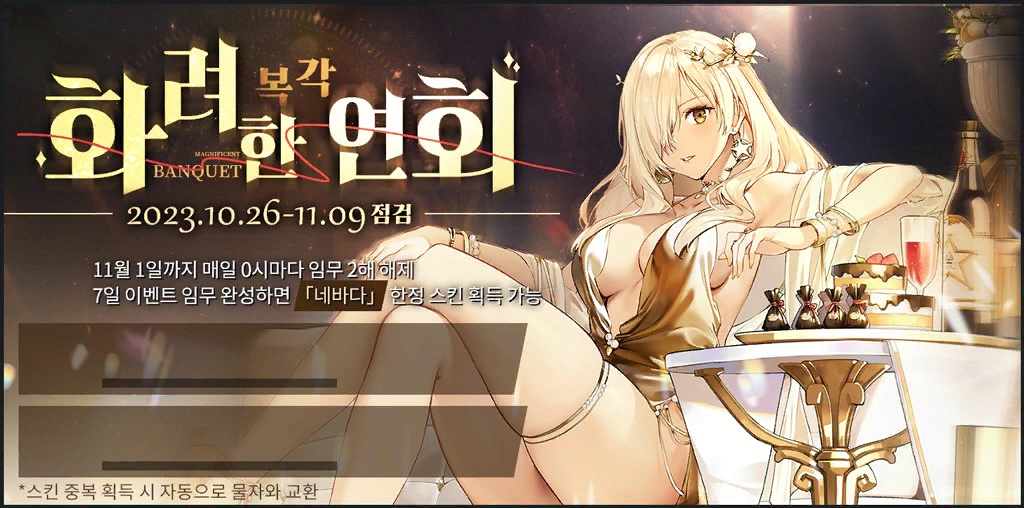 복각
화려한 연회
MAGNIFICENT
BANQUET
2023.10.26-11.09 점검
11월 1일까지 매일 0시마다 임무 2해 해제
7일 이벤트 임무 완성하면 「네바다」 한정 스킨 획득 가능
*스킨 중복 획득 시 자동으로 물자와 교환